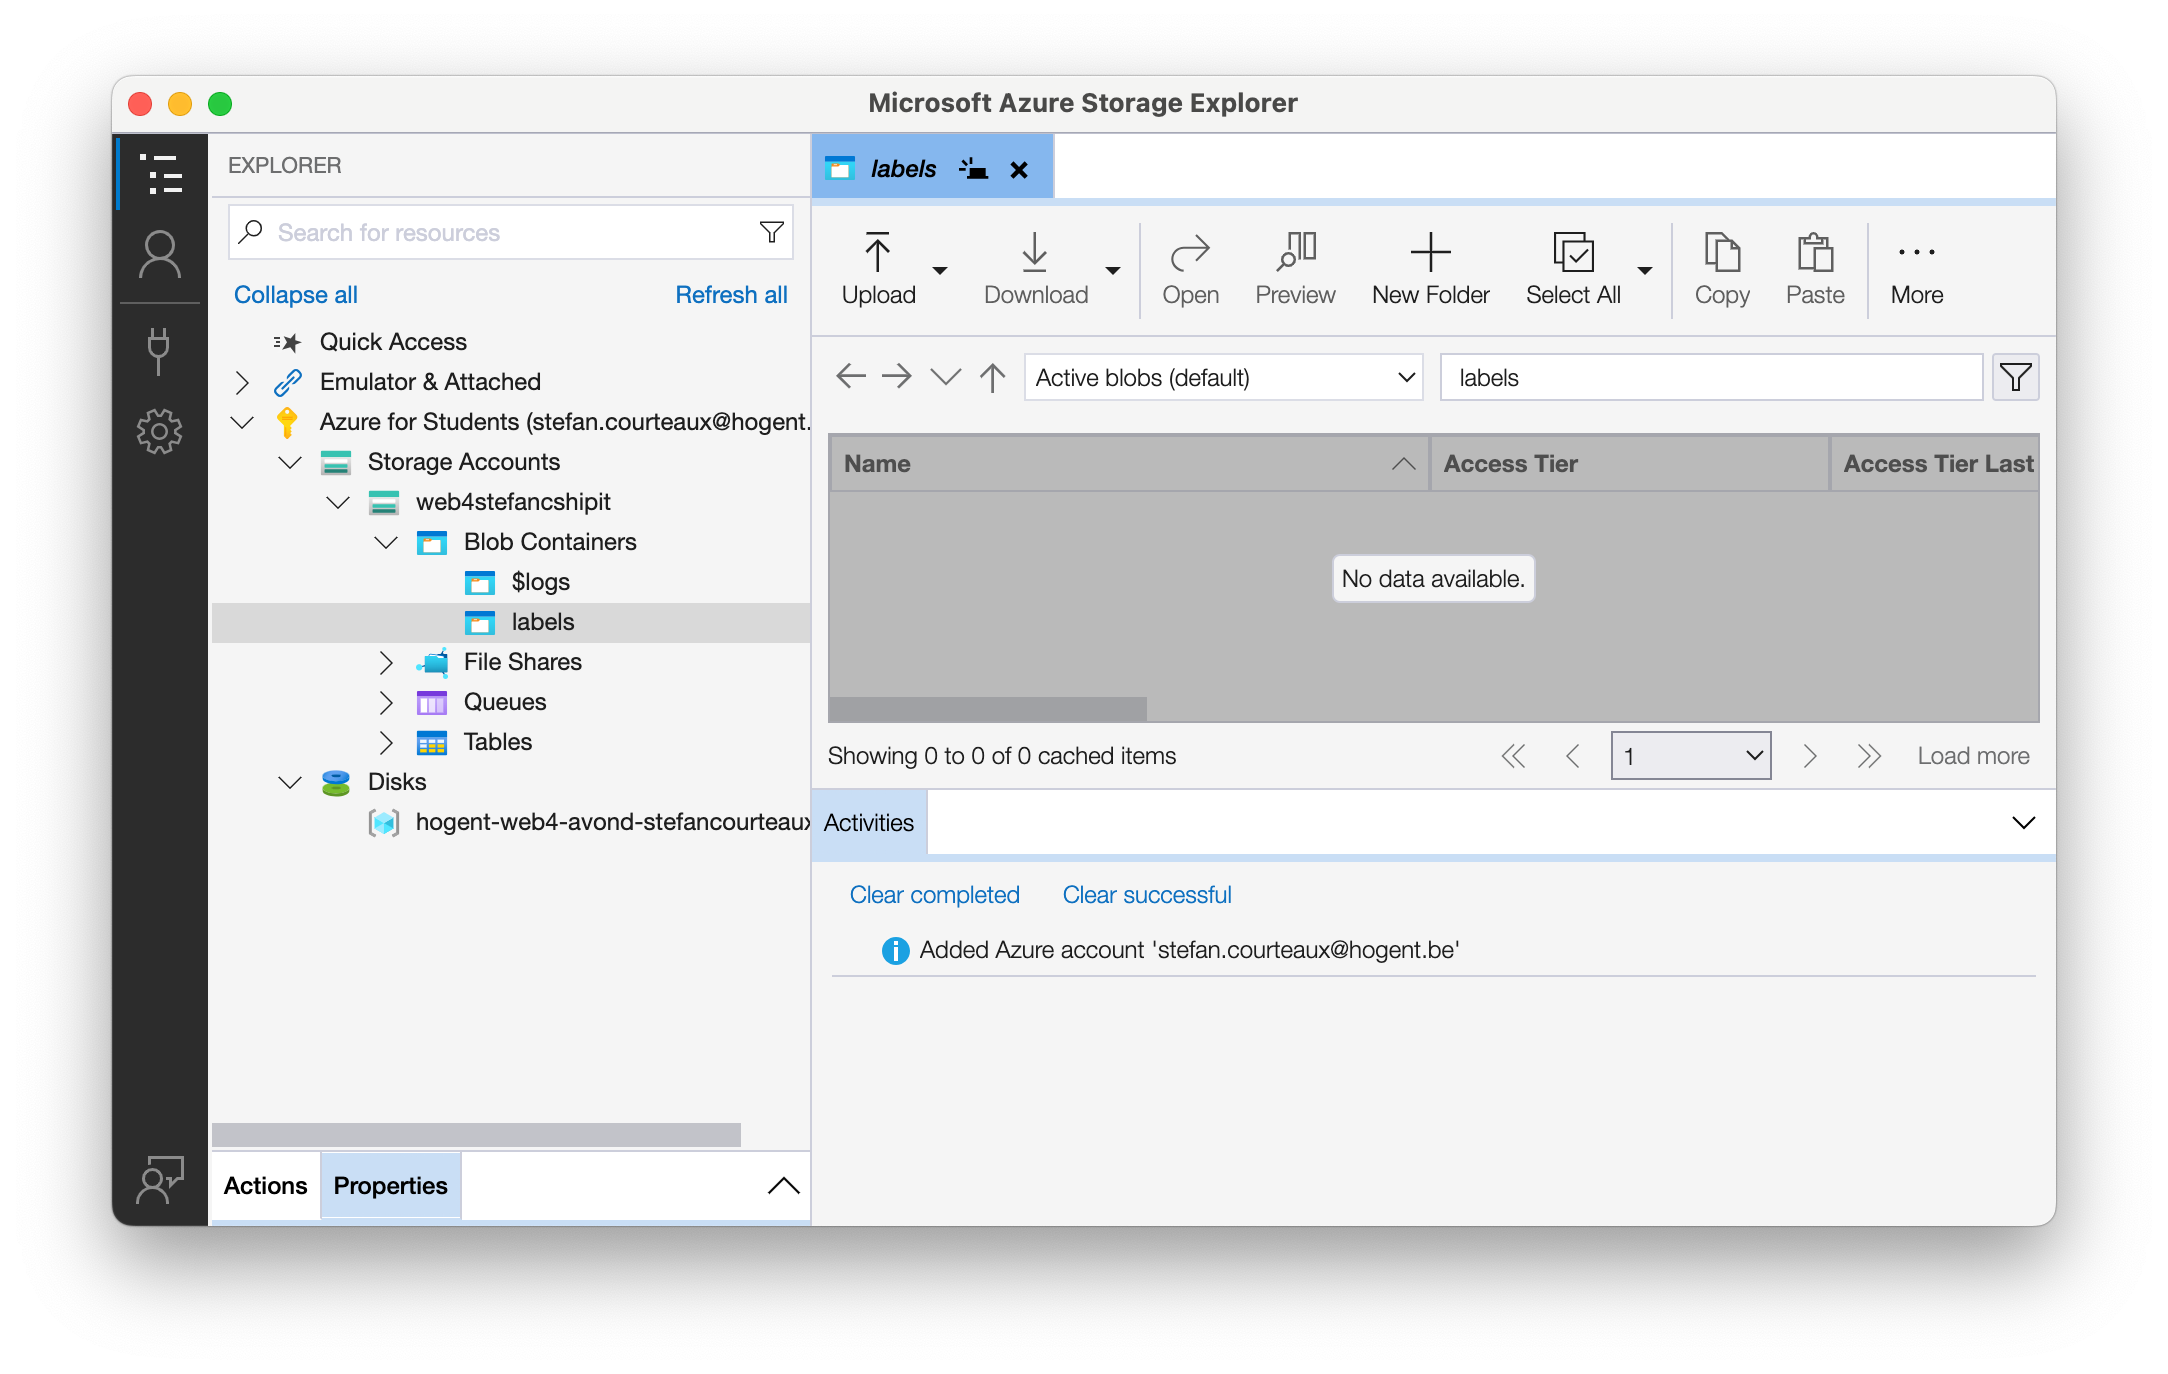 Microsoft Azure Storage Explorer
EXPLORER
Search for resources
Collapse all
Refresh all
Quick Access
Emulator & Attached
Azure for Students (stefan.courteaux@hogent.
Storage Accounts
web4stefancshipit
Blob Containers
$logs
labels
File Shares
Queues
Tables
Disks
hogent-web4-avond-stefancourteaux
Actions
Properties
labels
Upload
Download
Open
Preview
New Folder
Select All
Copy
Paste
More
Active blobs (default)
labels
Name
Access Tier
Access Tier Last
No data available.
Showing 0 to 0 of 0 cached items
1
Load more
Activities
Clear completed
Clear successful
Added Azure account 'stefan.courteaux@hogent.be'